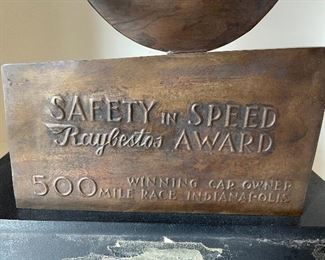 SAFETY IN SPEED
Raybestos AWARD
500 WINNING CAR OWNER
MILE RACE INDIANAPOLIS